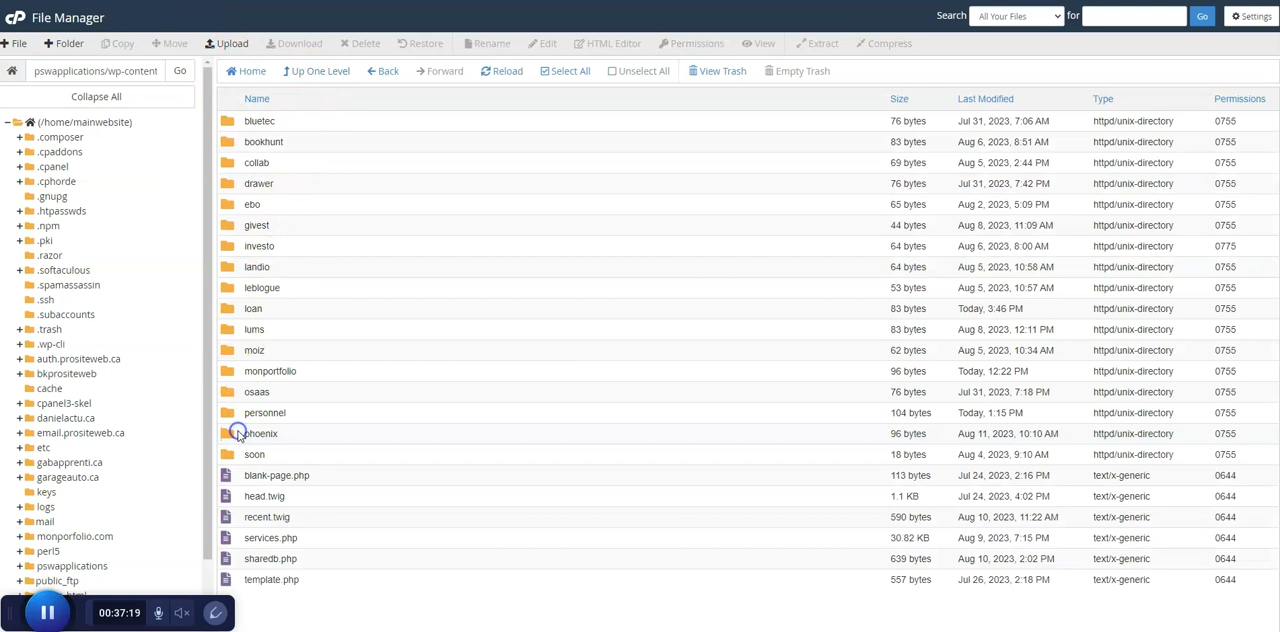 cP File Manager Search All Your Files for Go Settings
+ File + Folder Copy Move Upload Download Delete Restore Rename Edit HTML Editor Permissions View Extract Compress
pswapplications/wp-content Go Home Up One Level Back Forward Reload Select All Unselect All View Trash Empty Trash
Collapse All
(/home/mainwebsite)
.composer
.cpaddons
.cpanel
.cphorde
.gnupg
.htpasswds
.npm
.pki
.razor
.softaculous
.spamassassin
.ssh
.subaccounts
.trash
.wp-cli
auth.prositeweb.ca
bkprositeweb
cache
cpanel3-skel
danielactu.ca
email.prositeweb.ca
etc
gabapprenti.ca
garageauto.ca
keys
logs
mail
monporfolio.com
perl5
pswapplications
public_ftp
00:37:19
Name Size Last Modified Type Permissions
bluetec 76 bytes Jul 31, 2023, 7:06 AM httpd/unix-directory 0755
bookhunt 83 bytes Aug 6, 2023, 8:51 AM httpd/unix-directory 0755
collab 69 bytes Aug 5, 2023, 2:44 PM httpd/unix-directory 0755
drawer 76 bytes Jul 31, 2023, 7:42 PM httpd/unix-directory 0755
ebo 65 bytes Aug 2, 2023, 5:09 PM httpd/unix-directory 0755
givest 44 bytes Aug 8, 2023, 11:09 AM httpd/unix-directory 0755
investo 64 bytes Aug 6, 2023, 8:00 AM httpd/unix-directory 0775
landio 64 bytes Aug 5, 2023, 10:58 AM httpd/unix-directory 0755
leblogue 53 bytes Aug 5, 2023, 10:57 AM httpd/unix-directory 0755
loan 83 bytes Today, 3:46 PM httpd/unix-directory 0755
lums 83 bytes Aug 8, 2023, 12:11 PM httpd/unix-directory 0755
moiz 62 bytes Aug 5, 2023, 10:34 AM httpd/unix-directory 0755
monportfolio 96 bytes Today, 12:22 PM httpd/unix-directory 0755
osaas 76 bytes Jul 31, 2023, 7:18 PM httpd/unix-directory 0755
personnel 104 bytes Today, 1:15 PM httpd/unix-directory 0755
phoenix 96 bytes Aug 11, 2023, 10:10 AM httpd/unix-directory 0755
soon 18 bytes Aug 4, 2023, 9:10 AM httpd/unix-directory 0755
blank-page.php 113 bytes Jul 24, 2023, 2:16 PM text/x-generic 0644
head.twig 1.1 KB Jul 24, 2023, 4:02 PM text/x-generic 0644
recent.twig 590 bytes Aug 10, 2023, 11:22 AM text/x-generic 0644
services.php 30.82 KB Aug 9, 2023, 7:15 PM text/x-generic 0644
sharedb.php 639 bytes Aug 10, 2023, 2:02 PM text/x-generic 0644
template.php 557 bytes Jul 26, 2023, 2:18 PM text/x-generic 0644